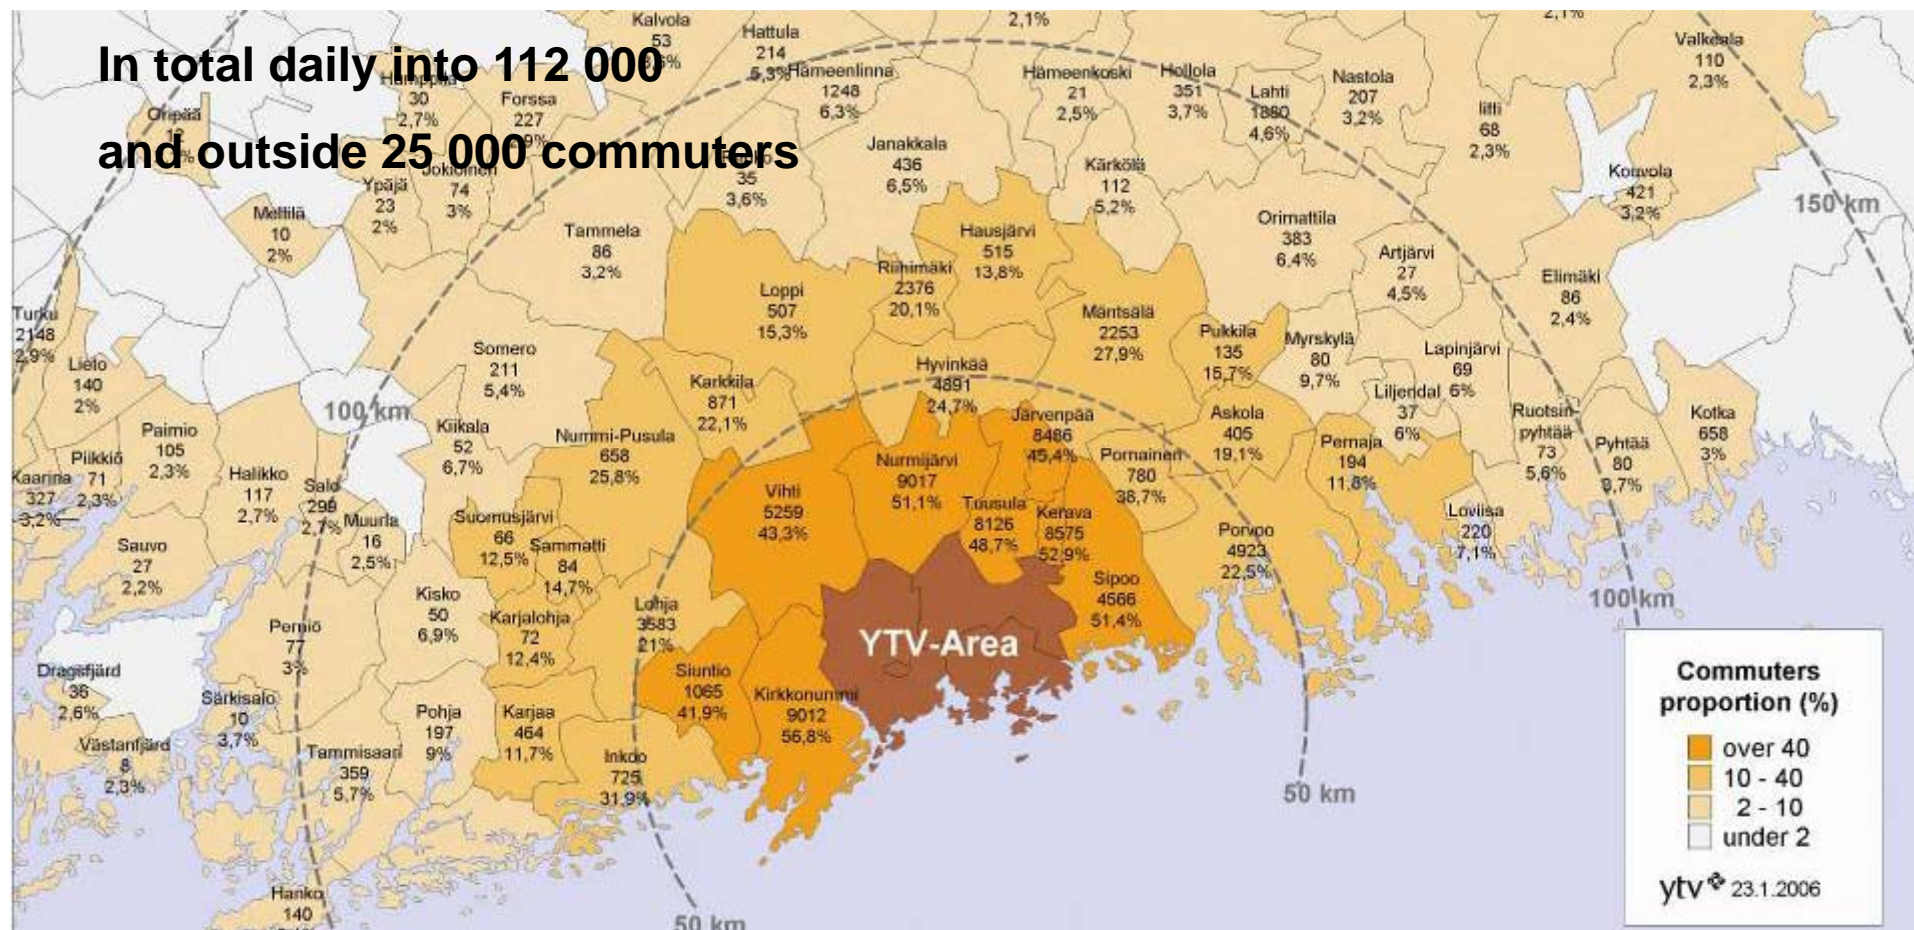 In total daily into 112 000
and outside 25 000 commuters
Kalvola
53
Hattula
214
5,3%
2,1%
2,1%
Valkeala
110
2,3%
Humppila
30
2,7%
Forssa
227
Hämeenlinna
1248
6,3%
Hämeenkoski
21
2,5%
Hollola
351
3,7%
Lahti
1880
4,6%
Nastola
207
3,2%
Iitti
68
2,3%
Oripää
12
Jokioinen
74
3%
35
3,6%
Janakkala
436
6,5%
Kärkölä
112
5,2%
Kouvola
421
3,2%
150 km
Ypäjä
23
2%
Mellilä
10
2%
Tammela
86
3,2%
Hausjärvi
515
13,8%
Orimattila
383
6,4%
Artjärvi
27
4,5%
Elimäki
86
2,4%
Riihimäki
2376
20,1%
Loppi
507
15,3%
Mäntsälä
2253
27,9%
Pukkila
135
15,7%
Myrskylä
80
9,7%
Lapinjärvi
69
6%
Turku
2148
2,9%
Lieto
140
2%
Somero
211
5,4%
Karkkila
871
22,1%
Hyvinkää
4891
24,7%
Liljendal
37
6%
100 km
Paimio
105
2,3%
Kiikala
52
6,7%
Nummi-Pusula
658
25,8%
Järvenpää
8486
45,4%
Askola
405
19,1%
Pernaja
194
11,8%
Ruotsin-
pyhtää
73
5,6%
Pyhtää
80
3,7%
Kotka
658
3%
Kaarina
327
3,2%
Piikkiö
71
2,3%
Halikko
117
2,7%
Salo
299
2,7%
Muurla
16
2,5%
Nurmijärvi
9017
51,1%
Pornainen
780
38,7%
Vihti
5259
43,3%
Tuusula
8126
48,7%
Kerava
8575
52,9%
Porvoo
4923
22,5%
Loviisa
220
7,1%
Suomusjärvi
66
12,5%
Sammatti
84
14,7%
Sauvo
27
2,2%
Sipoo
4566
51,4%
100 km
Kisko
50
6,9%
Karjalohja
72
12,4%
Lohja
3583
21%
Perniö
77
3%
YTV-Area
Dragsfjärd
36
2,6%
Särkisalo
10
3,7%
Siuntio
1065
41,9%
Kirkkonummi
9012
56,8%
Pohja
197
9%
Karjaa
464
11,7%
Västanfjärd
8
2,3%
Tammisaari
359
5,7%
Inkoo
725
31,9%
50 km
Hanko
140
50 km
Commuters
proportion (%)
over 40
10 - 40
2 - 10
under 2
ytv 23.1.2006